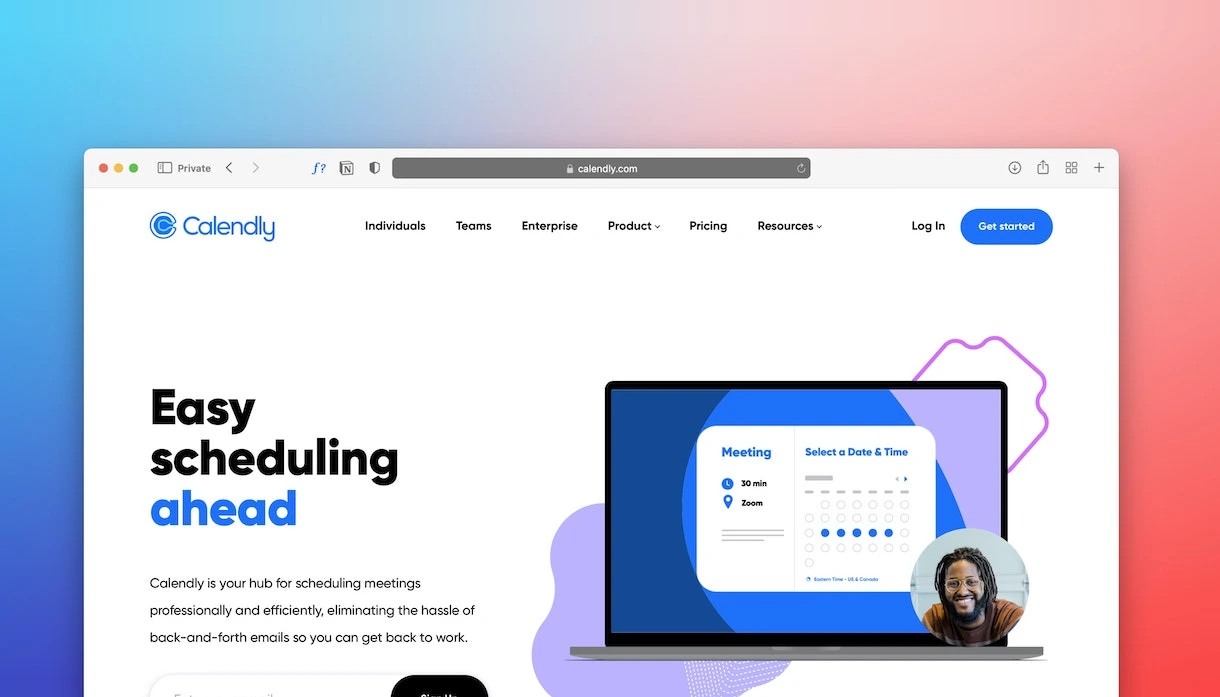 Private
calendly.com
Calendly
Individuals
Teams
Enterprise
Product
Pricing
Resources
Log In
Get started
Easy
scheduling
ahead
Calendly is your hub for scheduling meetings
professionally and efficiently, eliminating the hassle of
back-and-forth emails so you can get back to work.
Meeting
30 min
Zoom
Select a Date & Time
Eastern Time - US & Canada